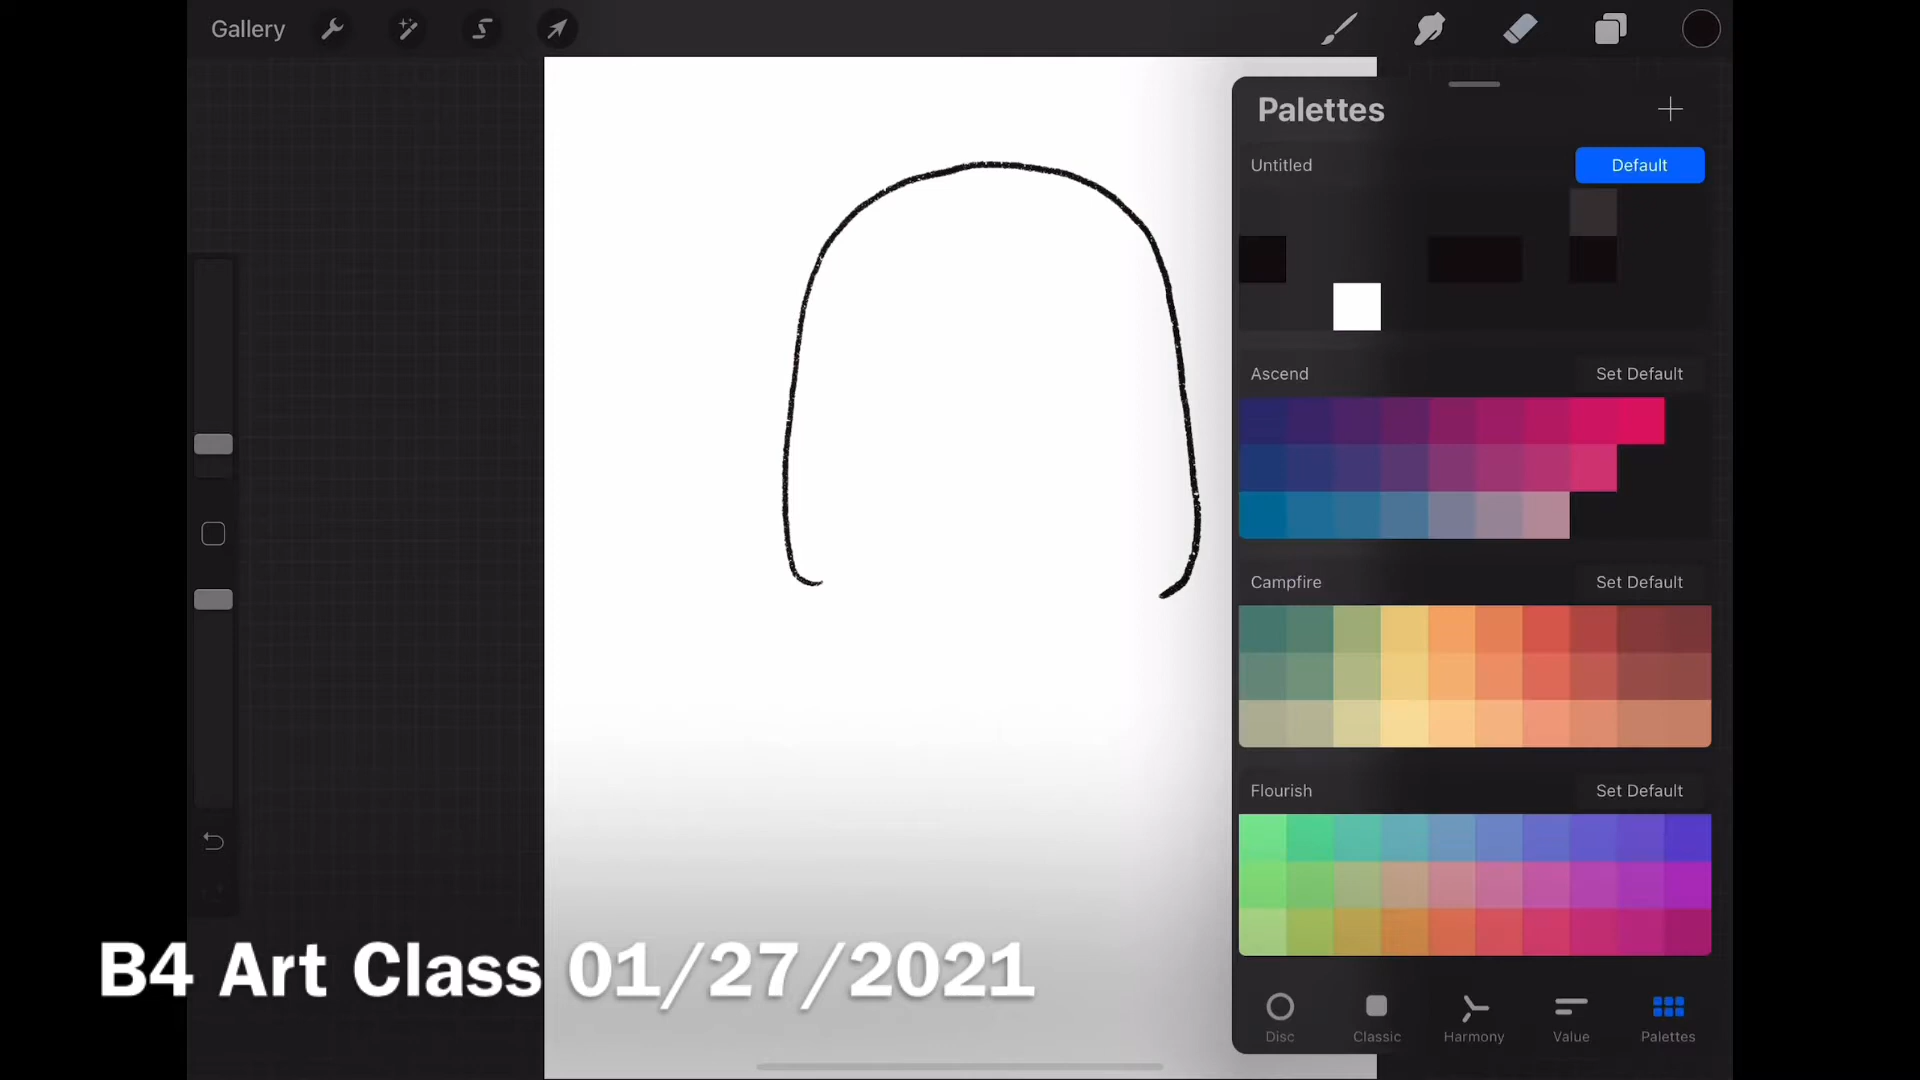 Gallery
Palettes
Untitled
Default
Ascend
Set Default
Campfire
Set Default
Flourish
Set Default
B4 Art Class 01/27/2021
Disc
Classic
Harmony
Value
Palettes